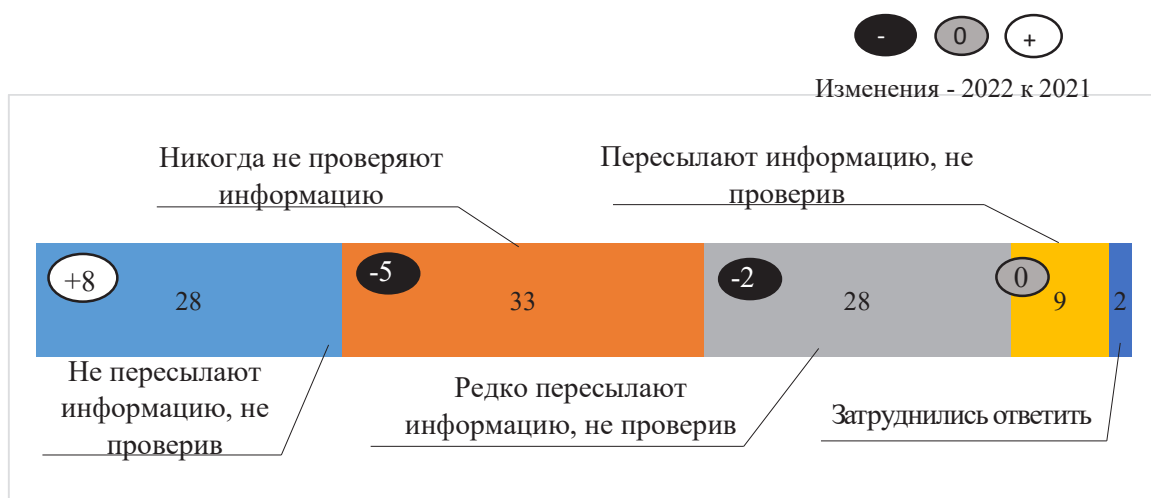 - 0 +
Изменения - 2022 к 2021
Никогда не проверяют
информацию
Пересылают информацию, не
проверив
+8
28
-5
33
-2
28
0
9
2
Не пересылают
информацию, не
проверив
Редко пересылают
информацию, не проверив
Затруднились ответить